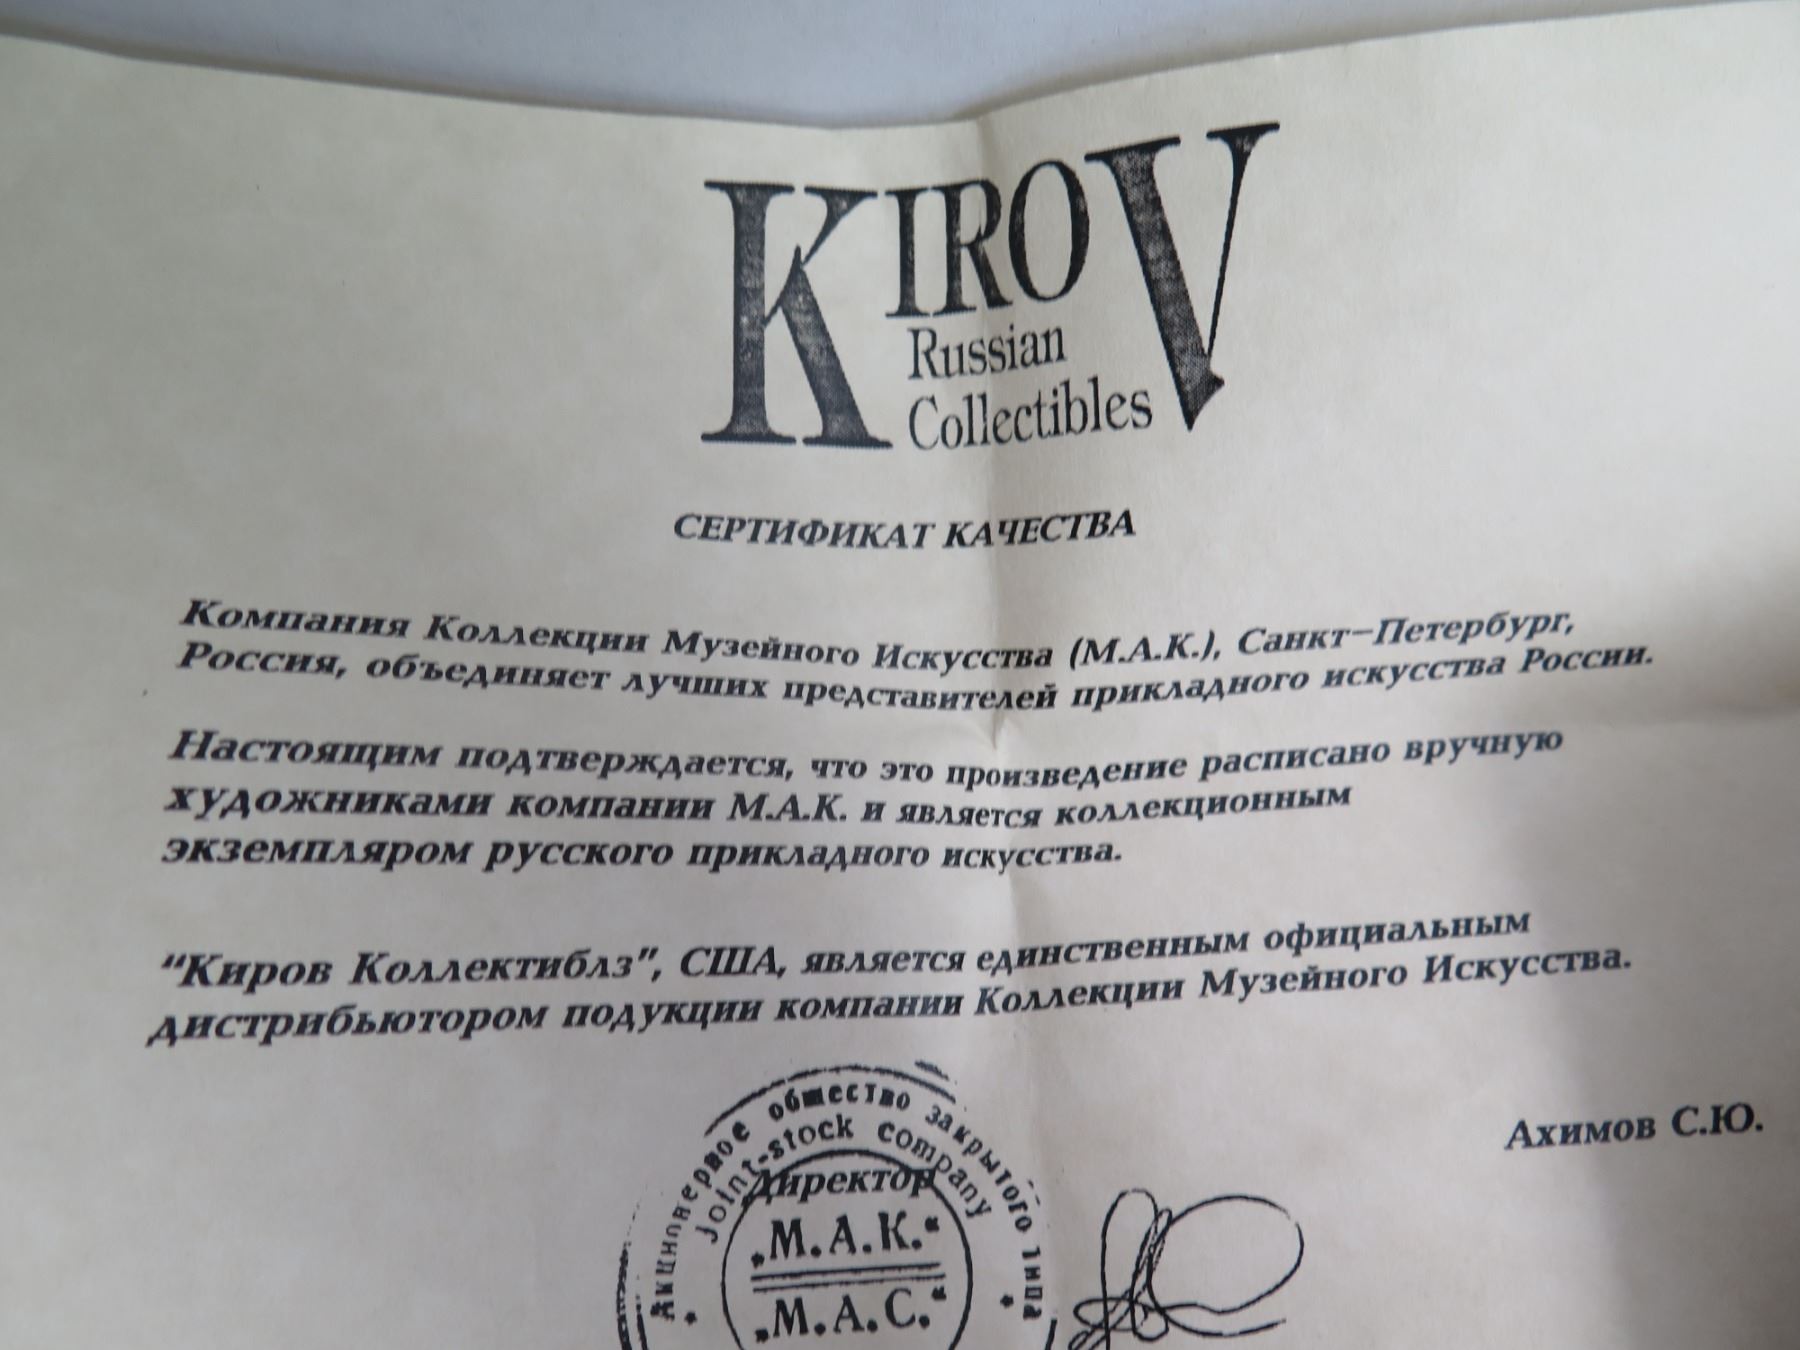 KIROV
Russian
Collectibles
СЕРТИФИКАТ КАЧЕСТВА
Компания Коллекции Музейного Искусства (М.А.К.), Санкт-Петербург,
Россия, объединяет лучших представителей прикладного искусства России.
Настоящим подтверждается, что это произведение расписано вручную
художниками компании М.А.К. и является коллекционным
экземпляром русского прикладного искусства.
"Киров Коллектиблз", США, является единственным официальным
дистрибьютором подукции компании Коллекции Музейного Искусства.
Ахимов С.Ю.
Акционерное общество закрытого типа
Joint-stock company
Директор
"М.А.К."
"M.A.C."